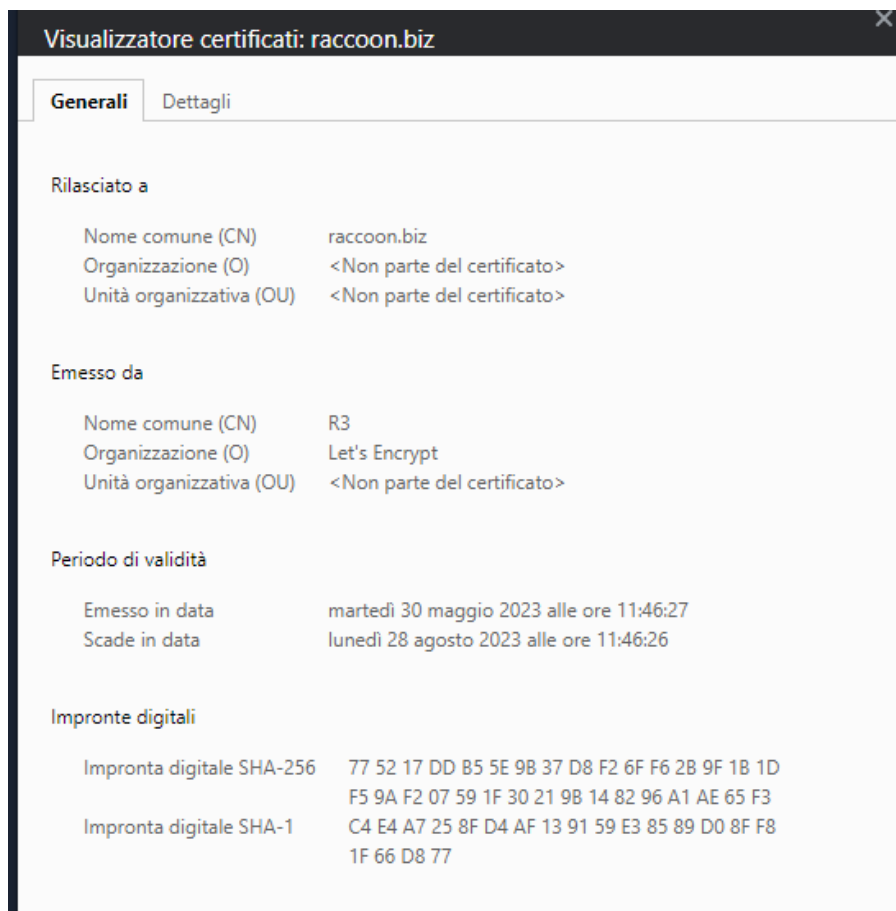 Visualizzatore certificati: raccoon.biz
Generali Dettagli
Rilasciato a
Nome comune (CN) raccoon.biz
Organizzazione (O) <Non parte del certificato>
Unità organizzativa (OU) <Non parte del certificato>
Emesso da
Nome comune (CN) R3
Organizzazione (O) Let's Encrypt
Unità organizzativa (OU) <Non parte del certificato>
Periodo di validità
Emesso in data martedì 30 maggio 2023 alle ore 11:46:27
Scade in data lunedì 28 agosto 2023 alle ore 11:46:26
Impronte digitali
Impronta digitale SHA-256 77 52 17 DD B5 5E 9B 37 D8 F2 6F F6 2B 9F 1B 1D
F5 9A F2 07 59 1F 30 21 9B 14 82 96 A1 AE 65 F3
Impronta digitale SHA-1 C4 E4 A7 25 8F D4 AF 13 91 59 E3 85 89 D0 8F F8
1F 66 D8 77